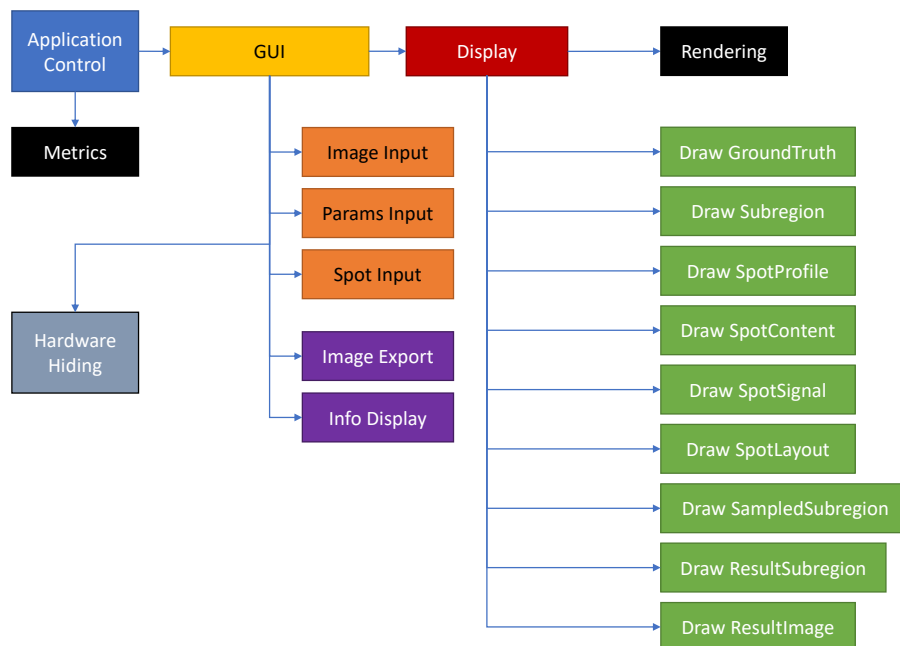 Application
Control
GUI
Display
Rendering
Metrics
Image Input
Params Input
Spot Input
Hardware
Hiding
Image Export
Info Display
Draw GroundTruth
Draw Subregion
Draw SpotProfile
Draw SpotContent
Draw SpotSignal
Draw SpotLayout
Draw SampledSubregion
Draw ResultSubregion
Draw ResultImage